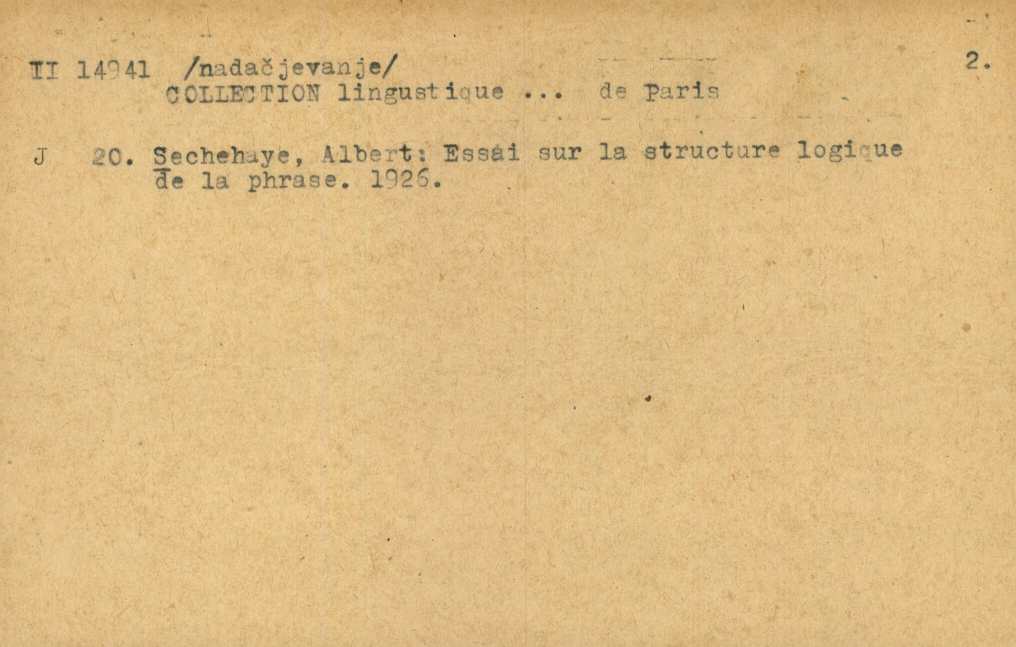 II 14941 /nadačjevanje/ 2.
COLLECTION lingustique ... de Paris
J 20. Sechehaye, Albert: Essai sur la structure logique
de la phrase. 1926.